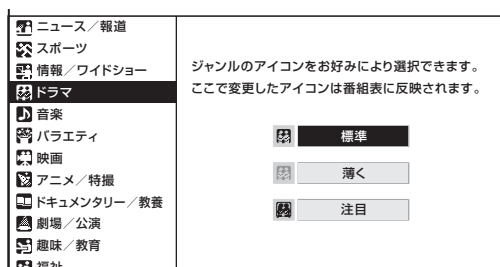 ニュース／報道
スポーツ
情報／ワイドショー
ドラマ
音楽
バラエティ
映画
アニメ／特撮
ドキュメンタリー／教養
劇場／公演
趣味／教育
福祉
ジャンルのアイコンをお好みにより選択できます。
ここで変更したアイコンは番組表に反映されます。
標準
薄く
注目